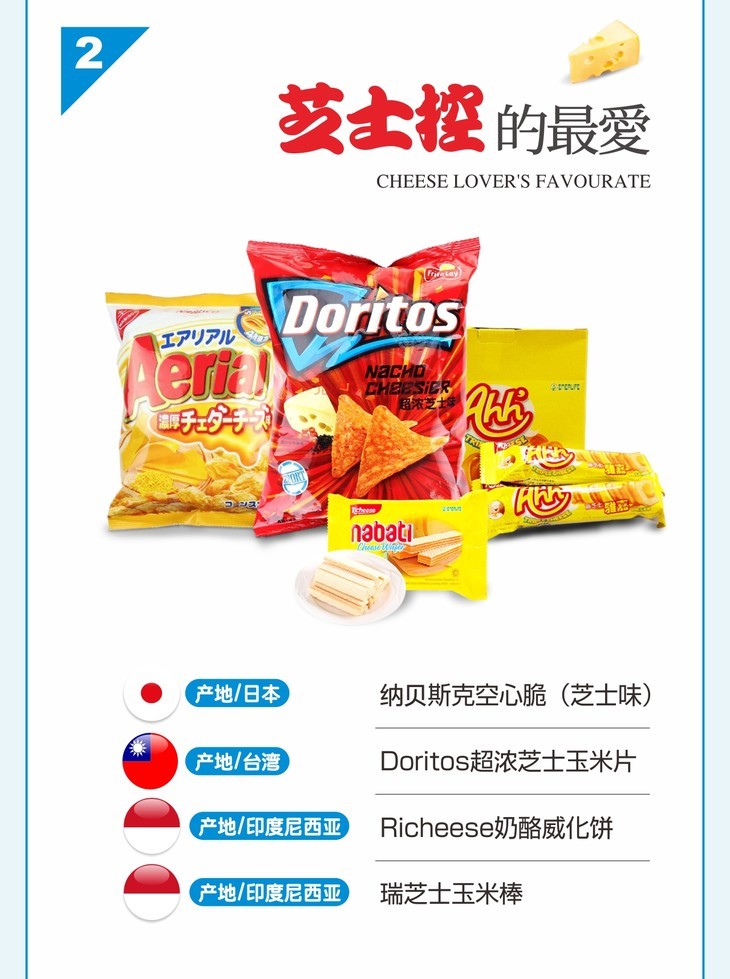 2
芝士控的最愛
CHEESE LOVER'S FAVOURATE
エアリアル
Aerial
濃厚チェダーチーズ味
FritoLay
Doritos
NACHO
CHEESIER
超浓芝士味
Ahh
Ahh
Ahh
Richeese
nabati
Cheese Wafer
产地/日本
纳贝斯克空心脆（芝士味）
产地/台湾
Doritos超浓芝士玉米片
产地/印度尼西亚
Richeese奶酪威化饼
产地/印度尼西亚
瑞芝士玉米棒